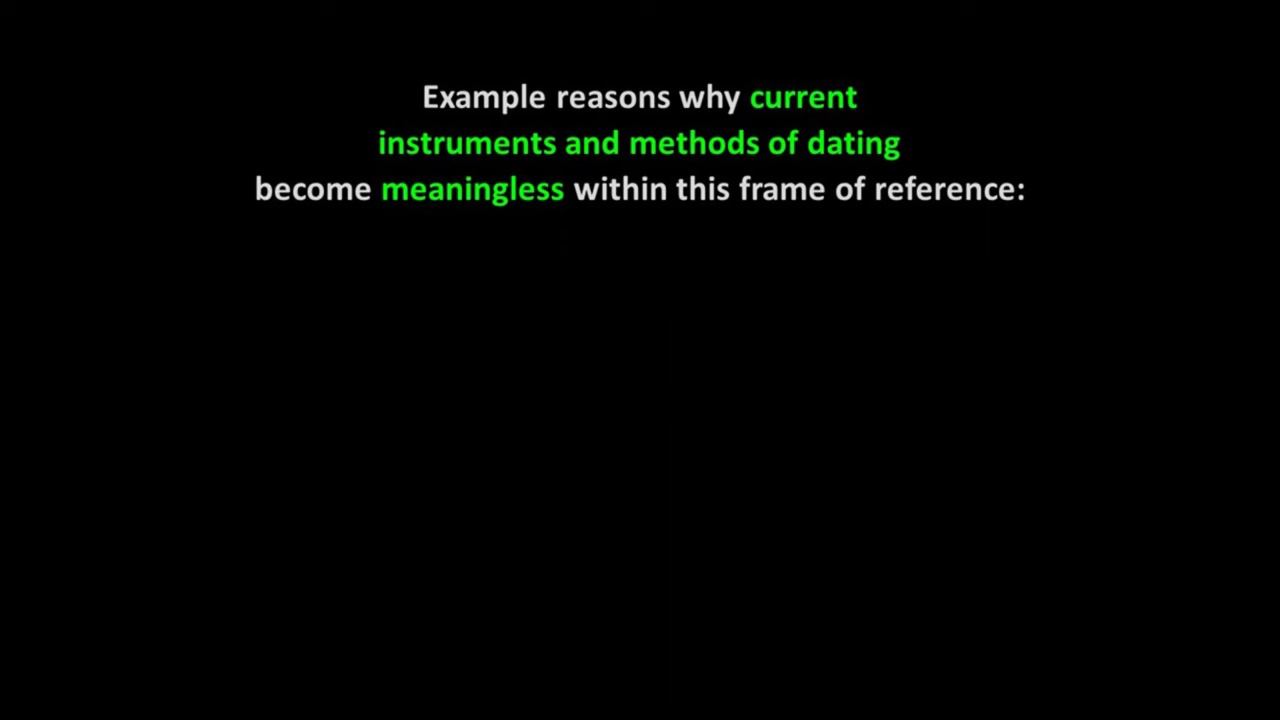 Example reasons why current
instruments and methods of dating
become meaningless within this frame of reference: